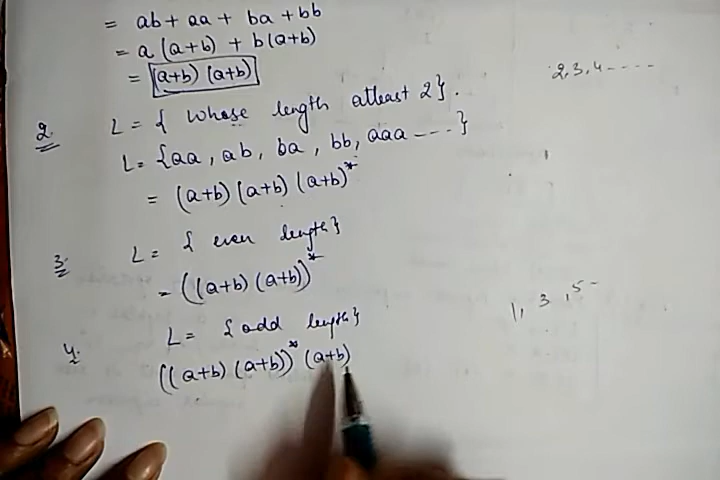 = ab + aa + ba + bb
= a (a+b) + b(a+b)
= (a+b) (a+b)
2, 3, 4 - - - -
2. L = { whose length atleast 2}.
L = {aa, ab, ba, bb, aaa - - - }
= (a+b) (a+b) (a+b)*
3. L = { even length}
= ((a+b) (a+b))*
1, 3, 5 -
4. L = {odd length}
((a+b) (a+b))* (a+b)